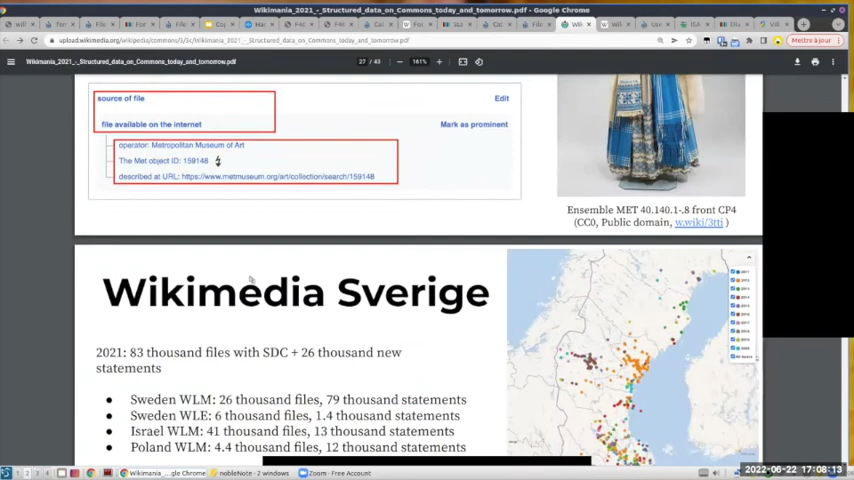 Wikimania_2021_-_Structured_data_on_Commons_today_and_tomorrow.pdf - Google Chrome
upload.wikimedia.org/wikipedia/commons/3/3c/Wikimania_2021_-_Structured_data_on_Commons_today_and_tomorrow.pdf
Mettre à jour
Wikimania_2021_-_Structured_data_on_Commons_today_and_tomorrow.pdf
27 / 43
161%
source of file
Edit
file available on the internet
Mark as prominent
operator: Metropolitan Museum of Art
The Met object ID: 159148
described at URL: https://www.metmuseum.org/art/collection/search/159148
Ensemble MET 40.140.1-.8 front CP4
(CC0, Public domain, w.wiki/3tti )
Wikimedia Sverige
2021: 83 thousand files with SDC + 26 thousand new
statements
● Sweden WLM: 26 thousand files, 79 thousand statements
● Sweden WLE: 6 thousand files, 1.4 thousand statements
● Israel WLM: 41 thousand files, 13 thousand statements
● Poland WLM: 4.4 thousand files, 12 thousand statements
Wikimania_...gle Chrome
nobleNote - 2 windows
Zoom - Free Account
2022-06-22 17:08:13